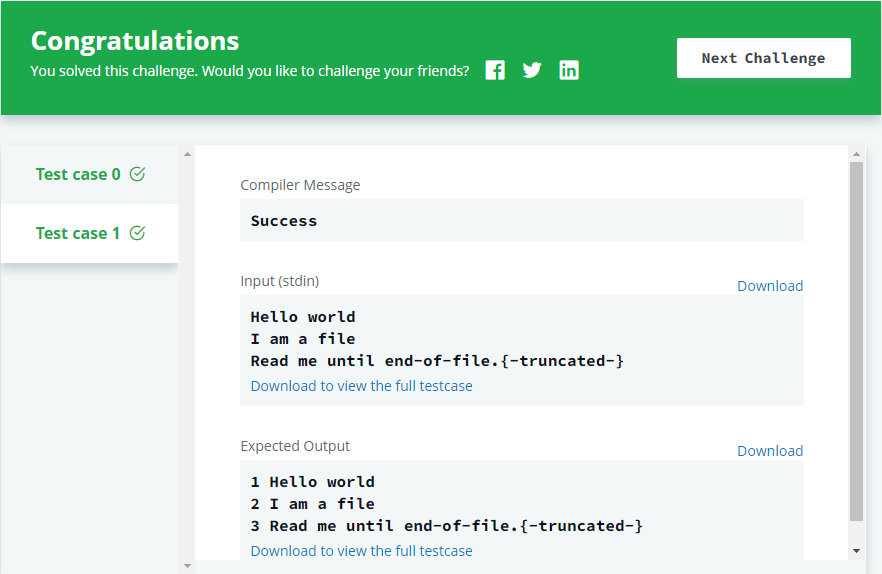 Congratulations
You solved this challenge. Would you like to challenge your friends?
Next Challenge
Test case 0
Test case 1
Compiler Message
Success
Input (stdin)
Download
Hello world
I am a file
Read me until end-of-file.{-truncated-}
Download to view the full testcase
Expected Output
Download
1 Hello world
2 I am a file
3 Read me until end-of-file.{-truncated-}
Download to view the full testcase